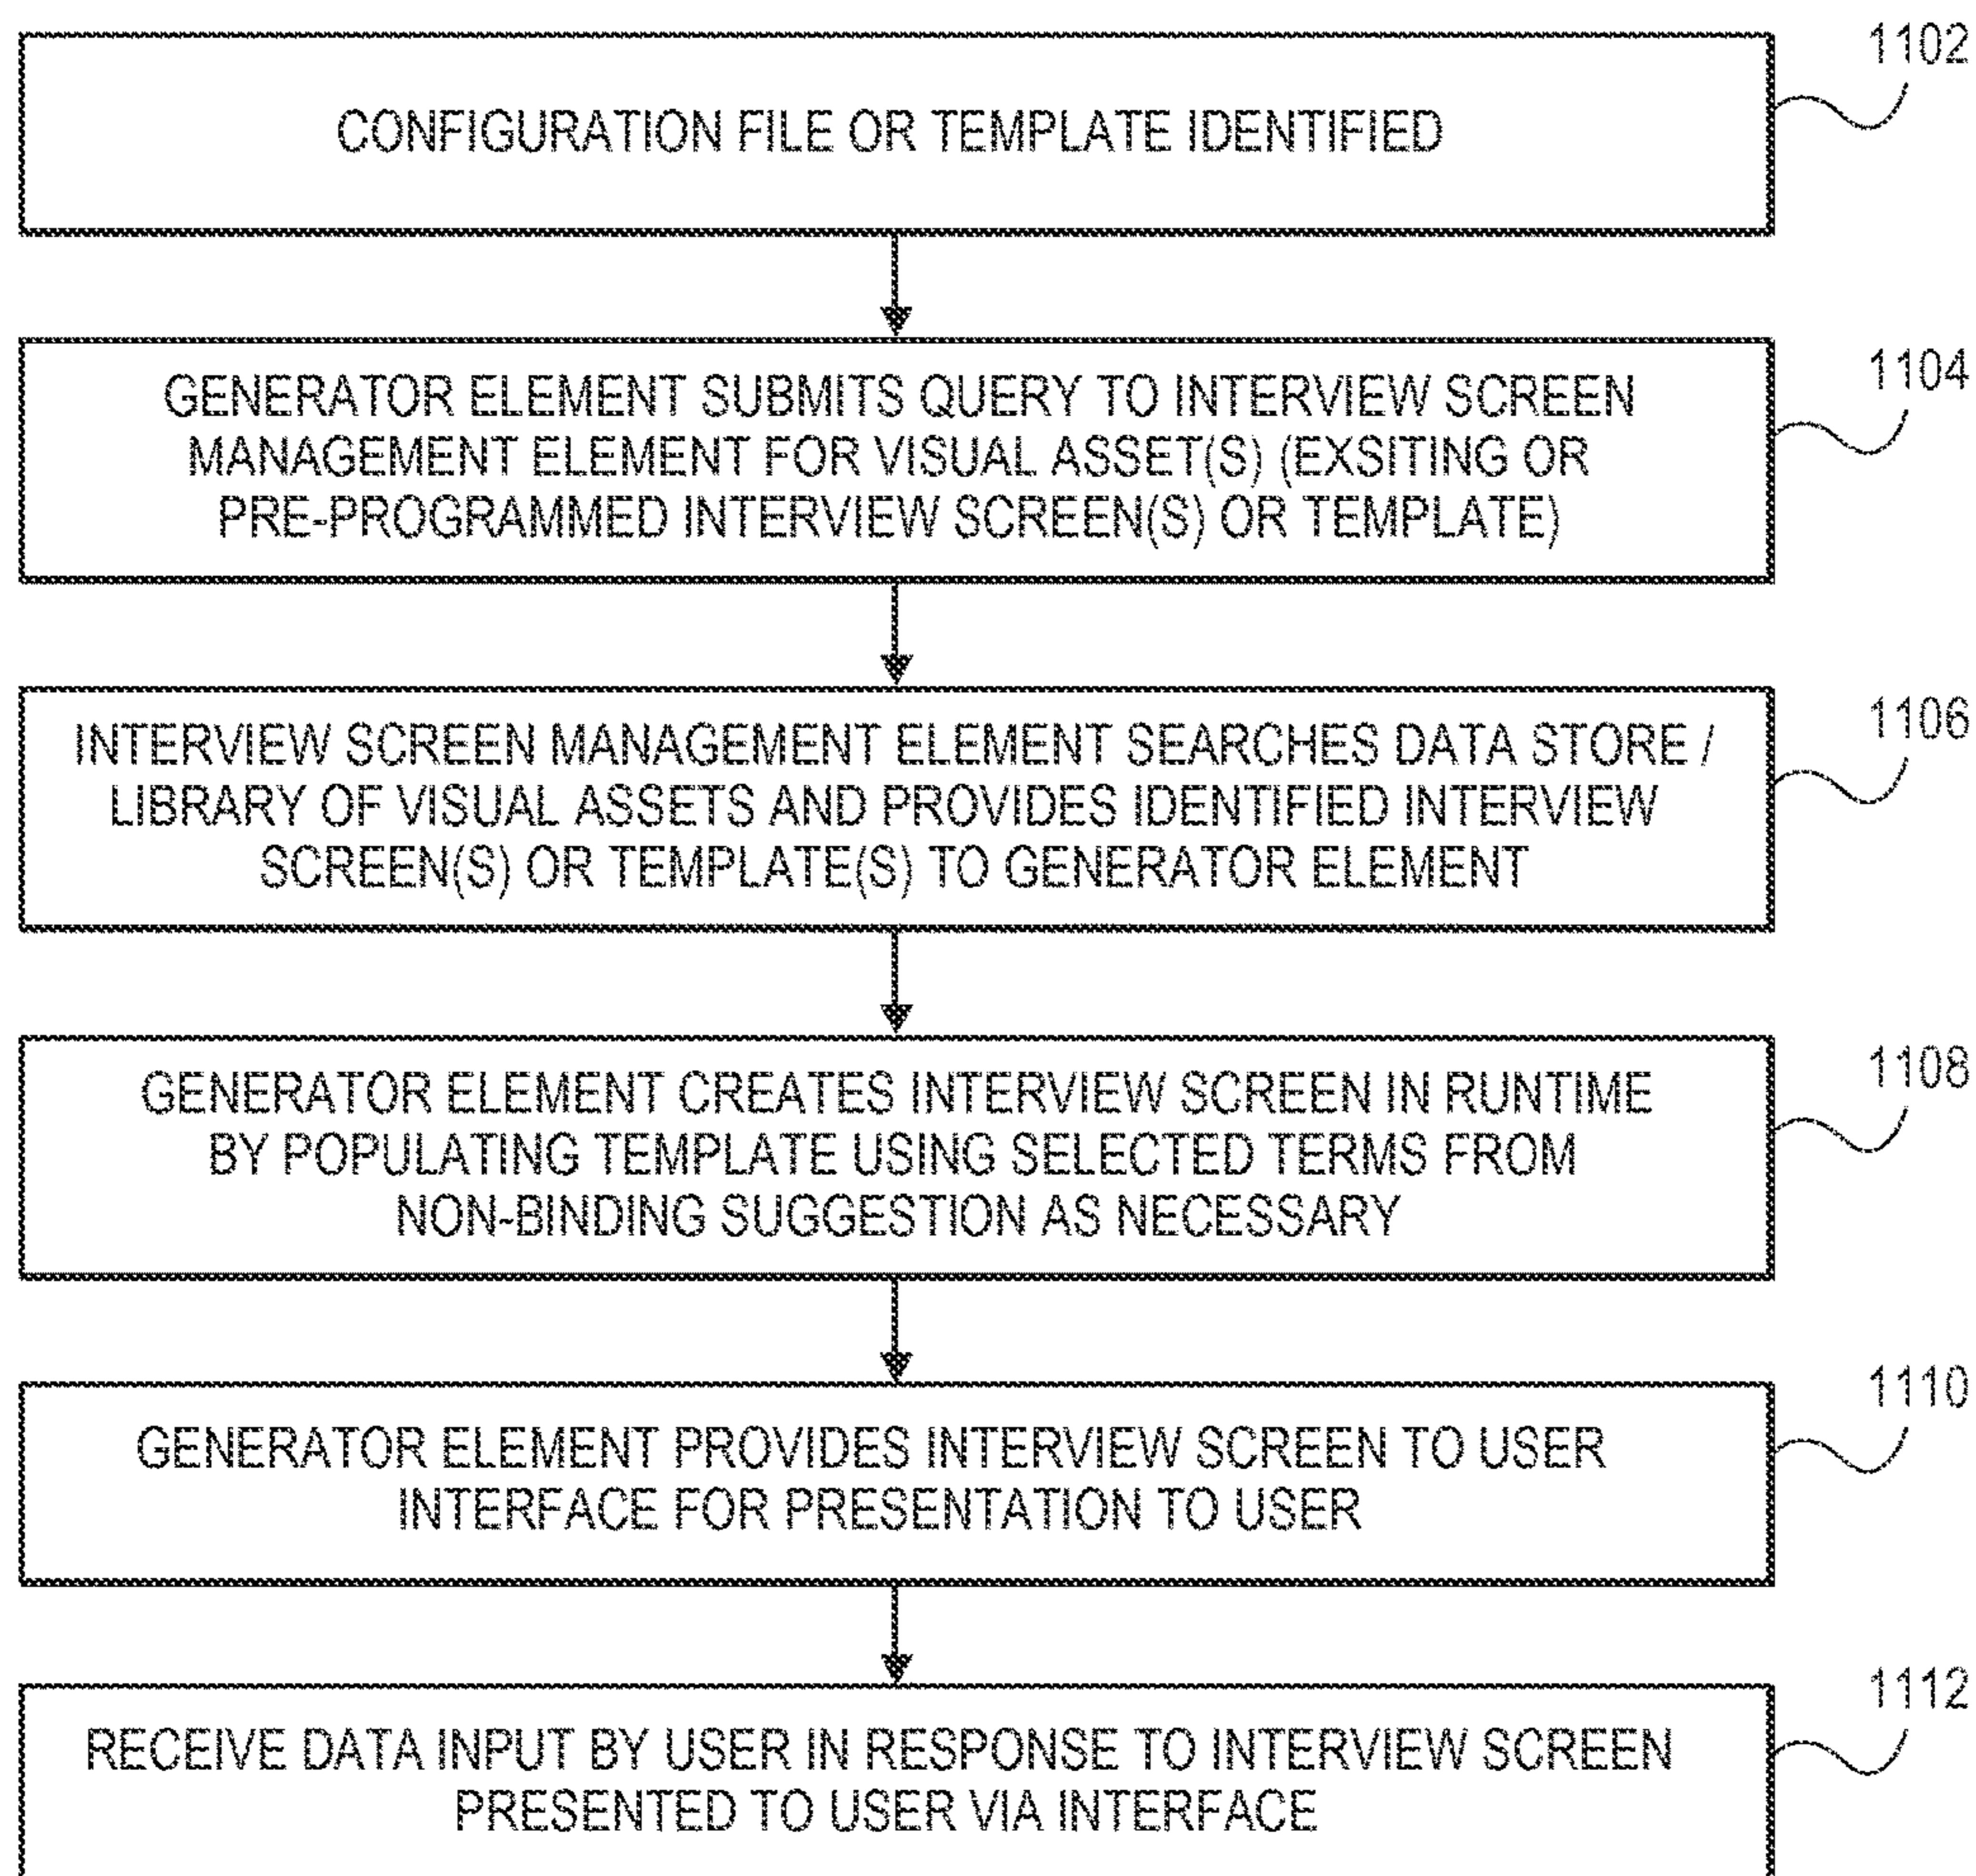 1102
CONFIGURATION FILE OR TEMPLATE IDENTIFIED
1104
GENERATOR ELEMENT SUBMITS QUERY TO INTERVIEW SCREEN
MANAGEMENT ELEMENT FOR VISUAL ASSET(S) (EXSITING OR
PRE-PROGRAMMED INTERVIEW SCREEN(S) OR TEMPLATE)
1106
INTERVIEW SCREEN MANAGEMENT ELEMENT SEARCHES DATA STORE /
LIBRARY OF VISUAL ASSETS AND PROVIDES IDENTIFIED INTERVIEW
SCREEN(S) OR TEMPLATE(S) TO GENERATOR ELEMENT
1108
GENERATOR ELEMENT CREATES INTERVIEW SCREEN IN RUNTIME
BY POPULATING TEMPLATE USING SELECTED TERMS FROM
NON-BINDING SUGGESTION AS NECESSARY
1110
GENERATOR ELEMENT PROVIDES INTERVIEW SCREEN TO USER
INTERFACE FOR PRESENTATION TO USER
1112
RECEIVE DATA INPUT BY USER IN RESPONSE TO INTERVIEW SCREEN
PRESENTED TO USER VIA INTERFACE